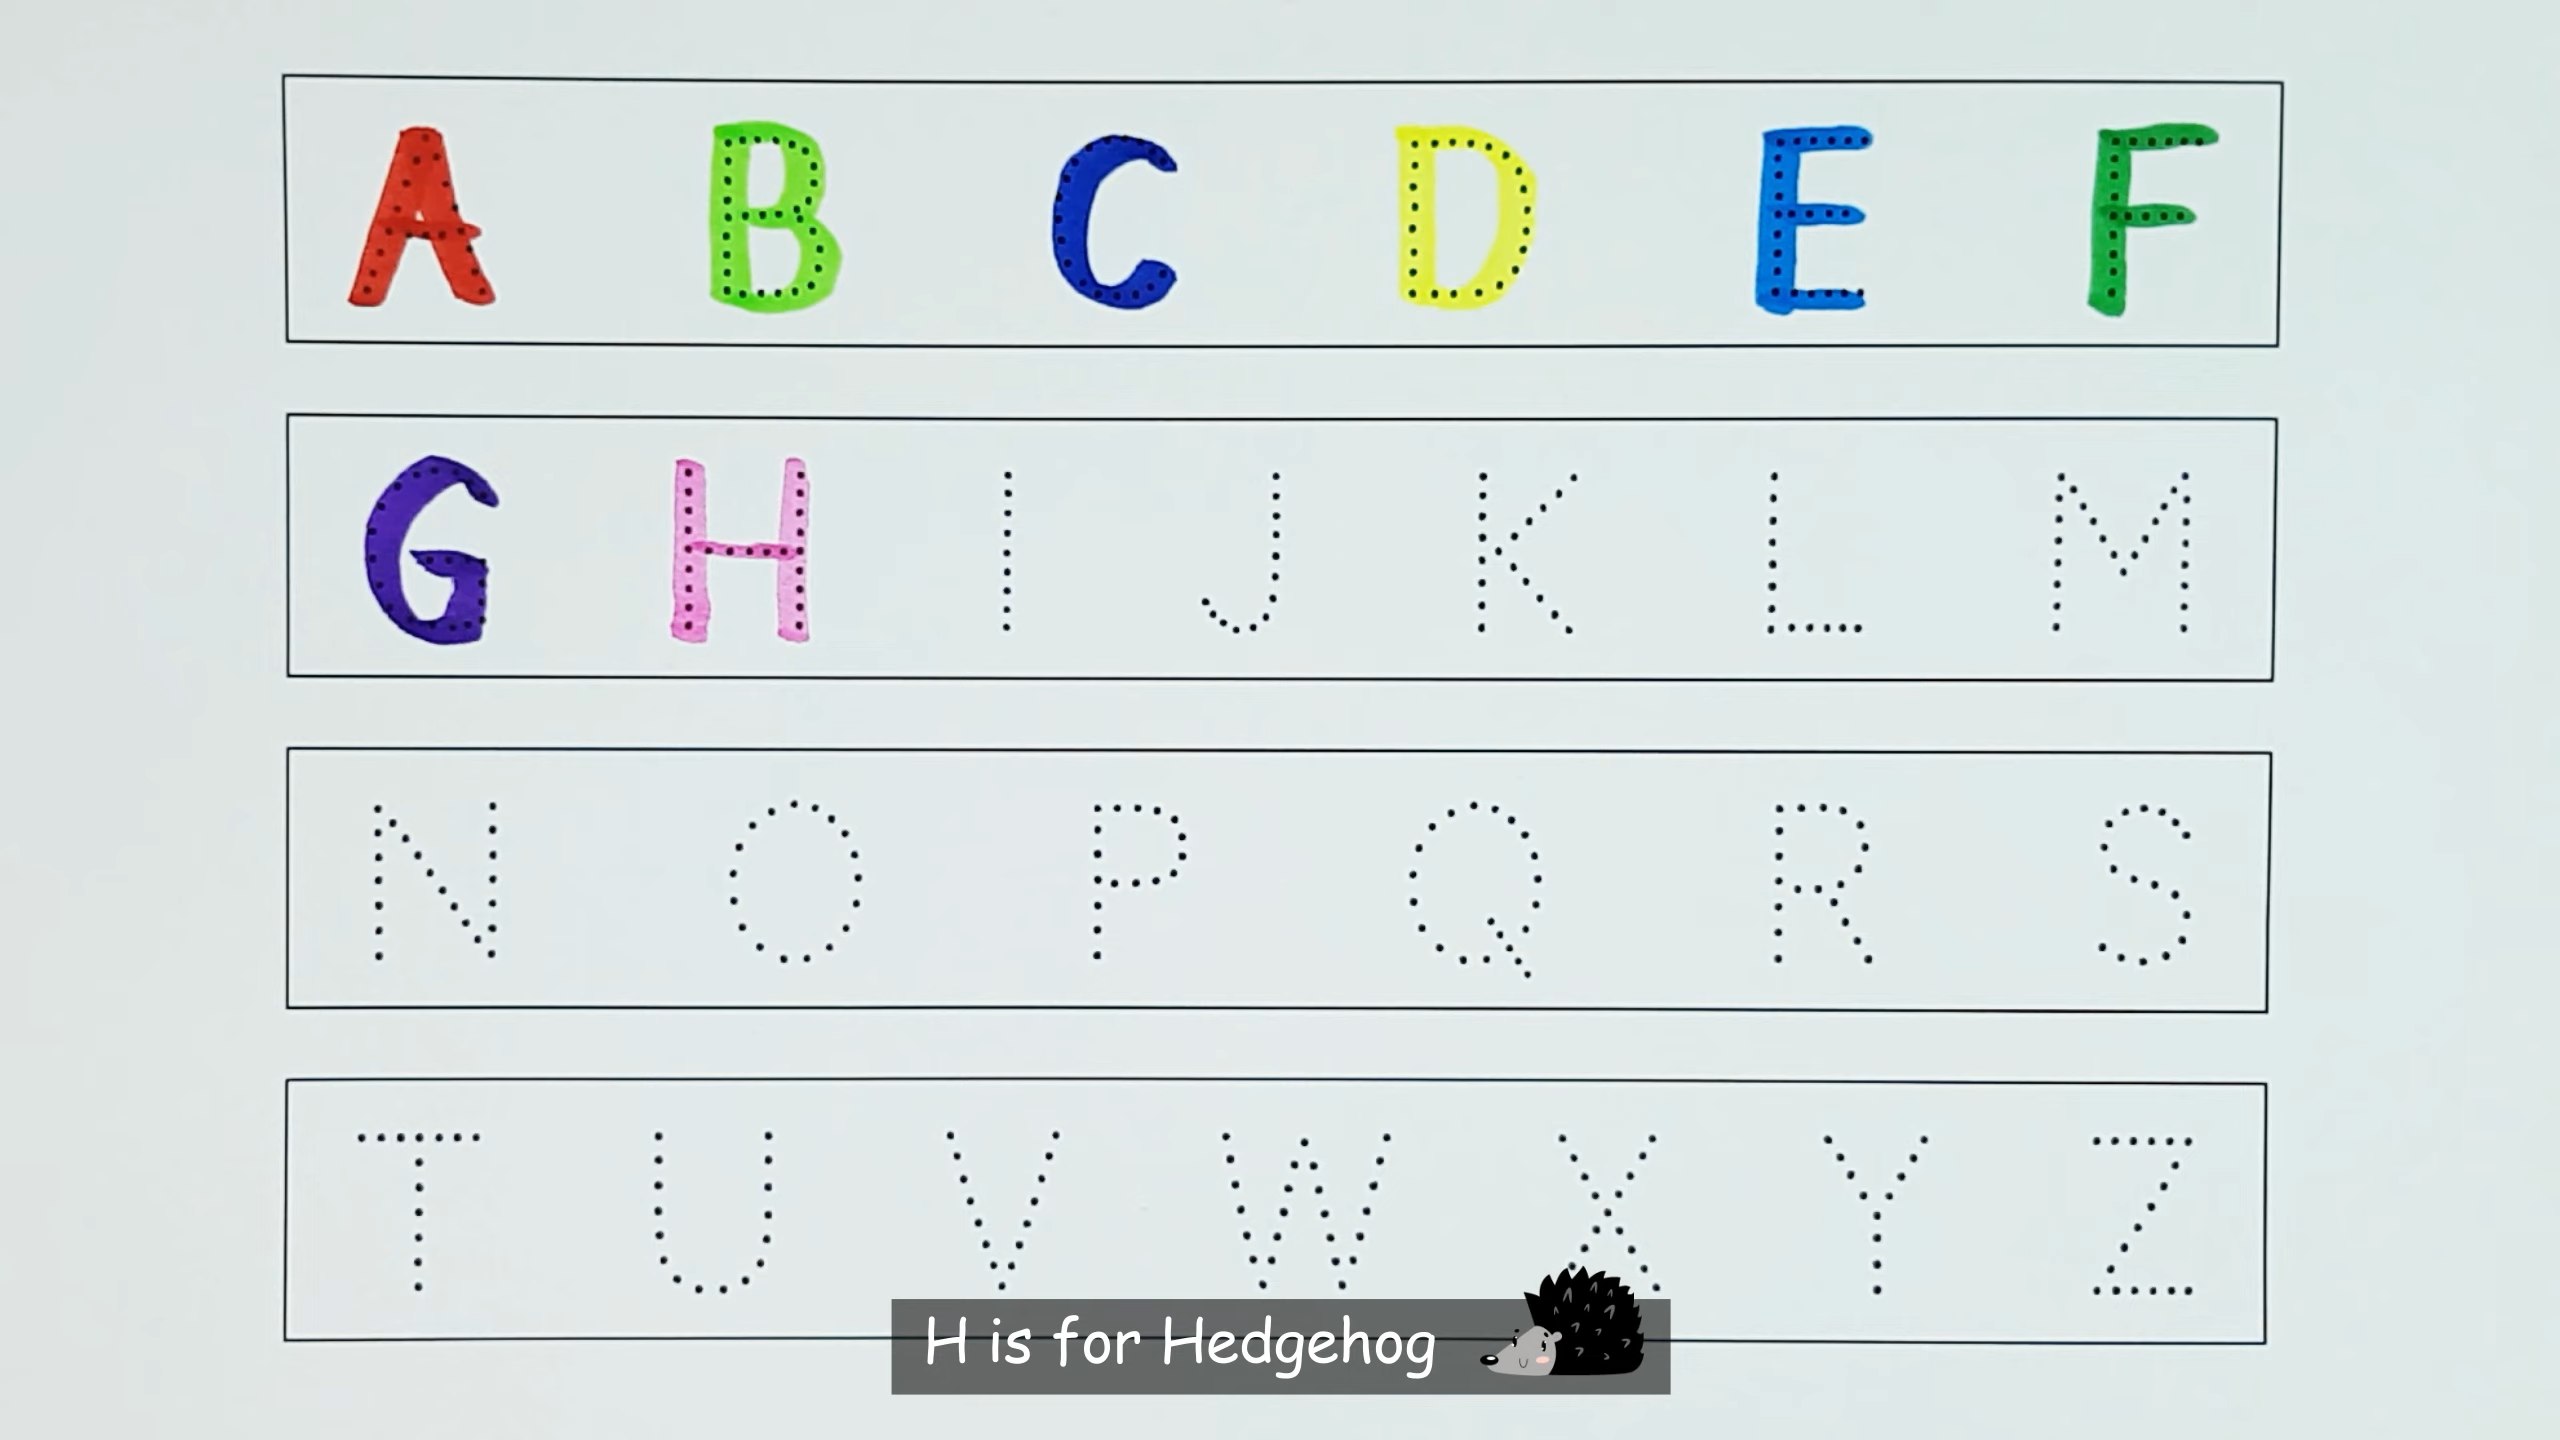 A B C D E F
G H I J K L M
N O P Q R S
T U V W X Y Z
H is for Hedgehog